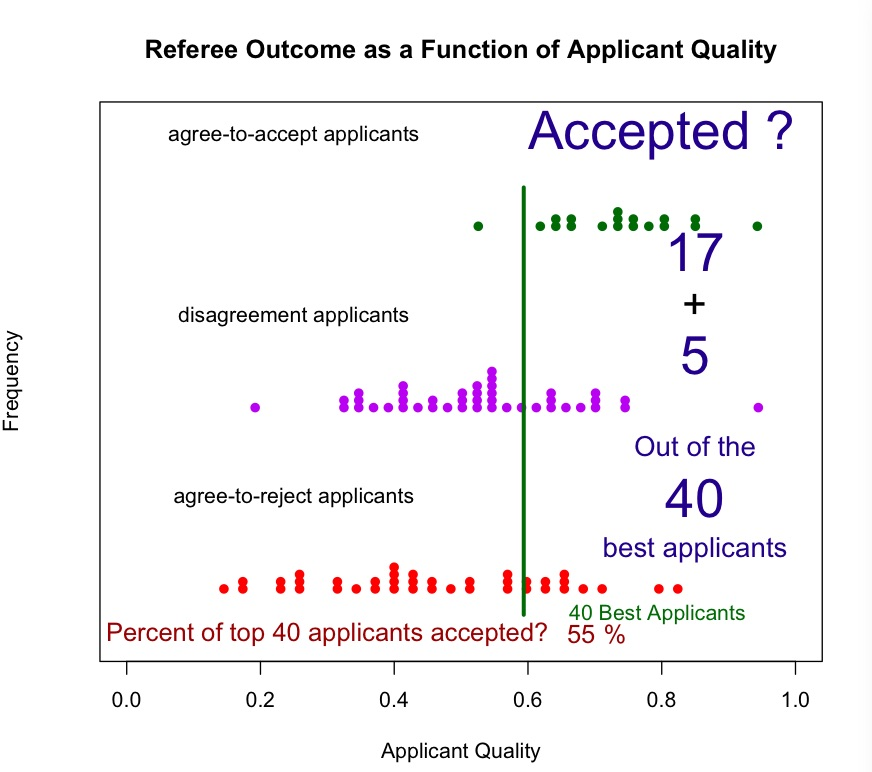 Referee Outcome as a Function of Applicant Quality
agree-to-accept applicants
Accepted ?
17
+
disagreement applicants
5
Frequency
Out of the
agree-to-reject applicants
40
best applicants
40 Best Applicants
Percent of top 40 applicants accepted? 55 %
0.0 0.2 0.4 0.6 0.8 1.0
Applicant Quality